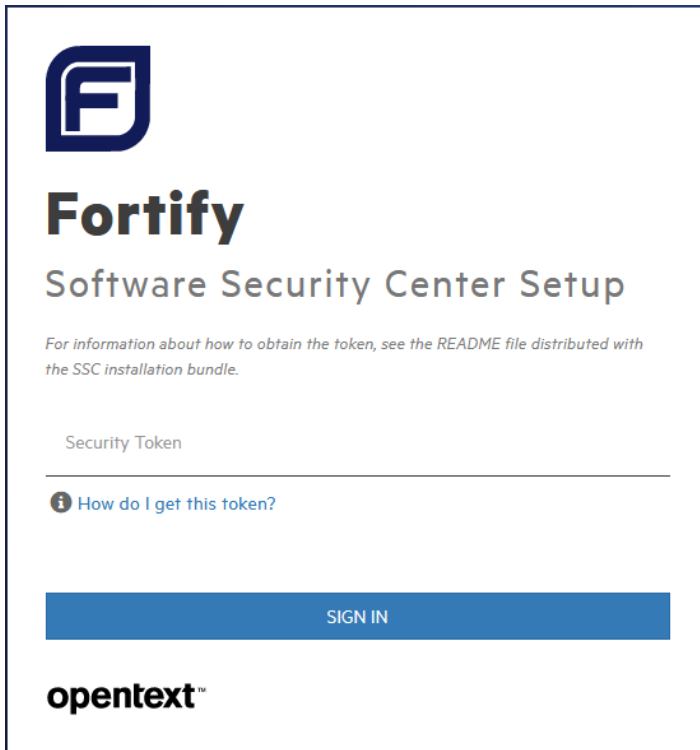 F
Fortify
Software Security Center Setup
For information about how to obtain the token, see the README file distributed with
the SSC installation bundle.
Security Token
How do I get this token?
SIGN IN
opentext™